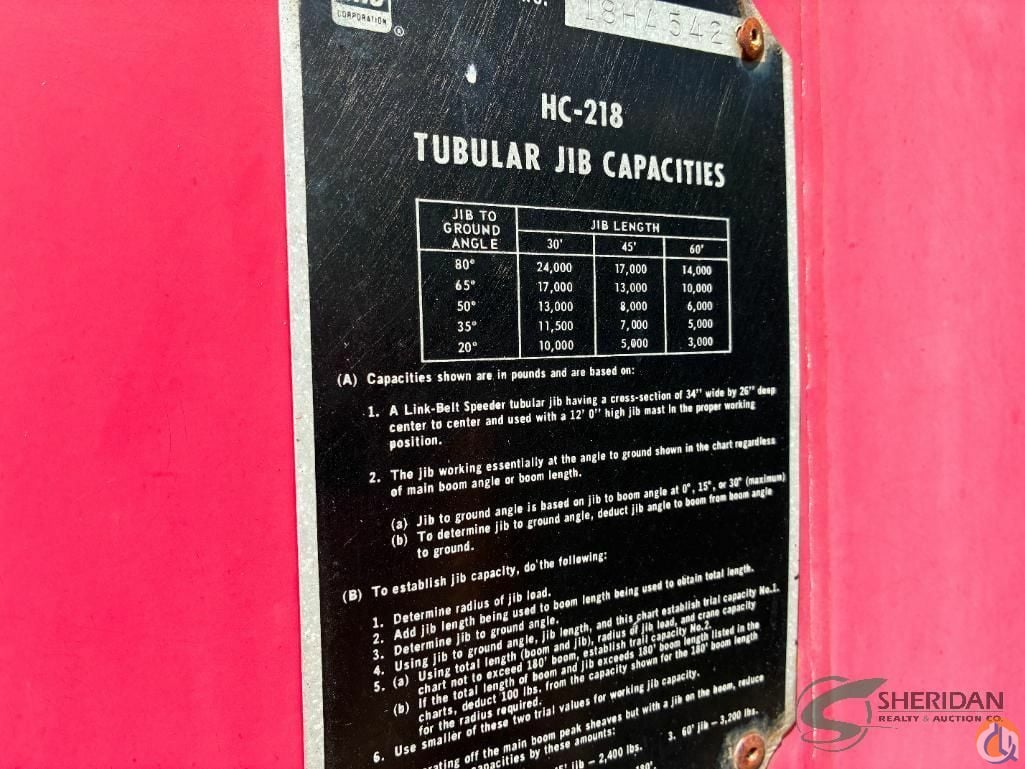 CORPORATION
®
NO.
18HA542
HC-218
TUBULAR JIB CAPACITIES
JIB TO GROUND ANGLE JIB LENGTH
30' 45' 60'
80° 24,000 17,000 14,000
65° 17,000 13,000 10,000
50° 13,000 8,000 6,000
35° 11,500 7,000 5,000
20° 10,000 5,000 3,000
(A) Capacities shown are in pounds and are based on:
1. A Link-Belt Speeder tubular jib having a cross-section of 34" wide by 26" deep
center to center and used with a 12' 0" high jib mast in the proper working
position.
2. The jib working essentially at the angle to ground shown in the chart regardless
of main boom angle or boom length.
(a) Jib to ground angle is based on jib to boom angle at 0°, 15°, or 30° (maximum)
(b) To determine jib to ground angle, deduct jib angle to boom from boom angle
to ground.
(B) To establish jib capacity, do the following:
1. Determine radius of jib load.
2. Add jib length being used to boom length being used to obtain total length.
3. Determine jib to ground angle.
4. Using jib to ground angle, jib length, and this chart establish trial capacity No.1.
5. (a) Using total length (boom and jib), radius of jib load, and crane capacity
chart not to exceed 180' boom, establish trail capacity No.2.
(b) If the total length of boom and jib exceeds 180' boom length listed in the
charts, deduct 100 lbs. from the capacity shown for the 180' boom length
for the radius required.
6. Use smaller of these two trial values for working jib capacity.
rating off the main boom peak sheaves but with a jib on the boom, reduce
apacities by these amounts:
45' jib — 2,400 lbs. 3. 60' jib — 3,200 lbs.
180'.
SHERIDAN
REALTY & AUCTION CO.